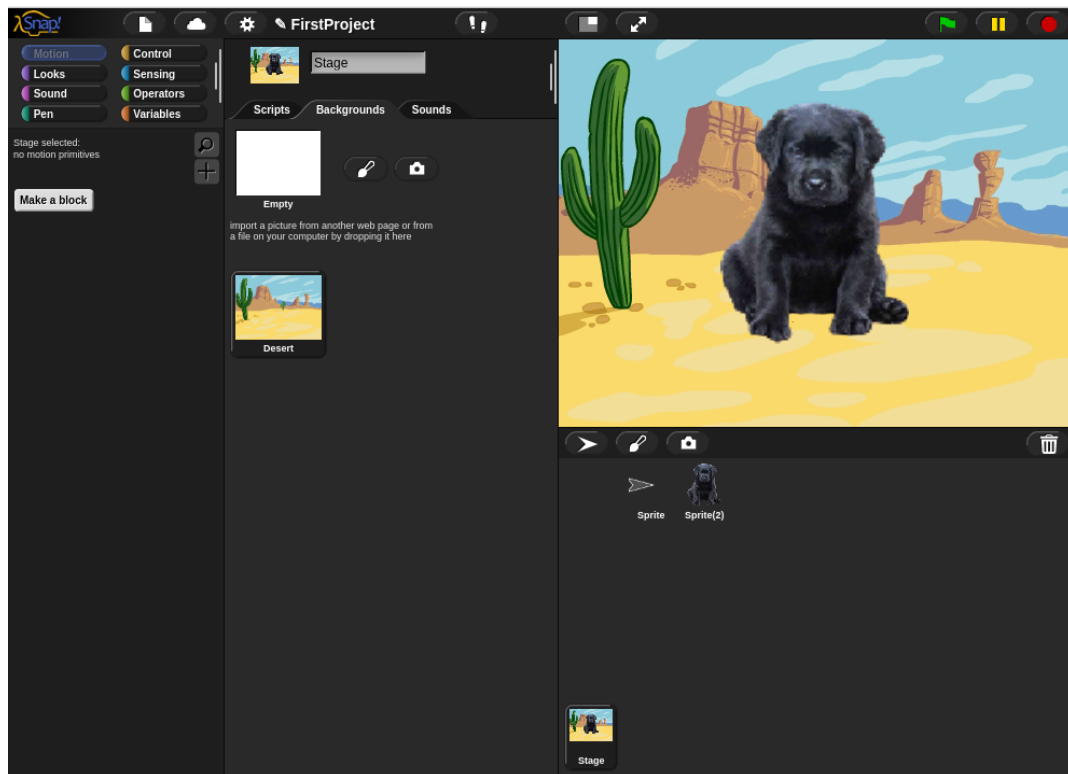 Snap!
FirstProject
Motion
Control
Looks
Sensing
Sound
Operators
Pen
Variables
Stage selected:
no motion primitives
Make a block
Stage
Scripts
Backgrounds
Sounds
Empty
import a picture from another web page or from
a file on your computer by dropping it here
Desert
Sprite
Sprite(2)
Stage